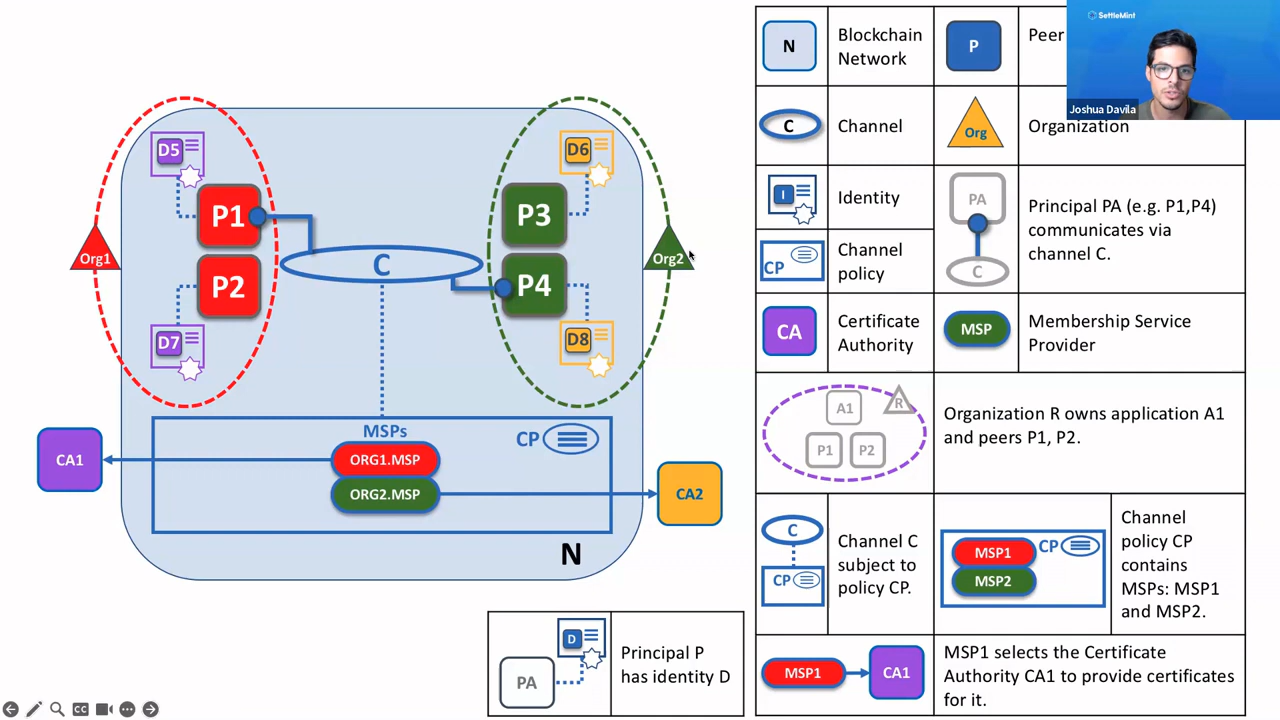 D5
P1
P2
D7
Org1
C
D6
P3
P4
D8
Org2
MSPs
CP
ORG1.MSP
ORG2.MSP
CA1
CA2
N
PA
D
Principal P
has identity D
N
Blockchain
Network
P
Peer
C
Channel
Org
Organization
I
Identity
PA
C
Principal PA (e.g. P1,P4)
communicates via
channel C.
CP
Channel
policy
CA
Certificate
Authority
MSP
Membership Service
Provider
A1
R
P1
P2
Organization R owns application A1
and peers P1, P2.
C
CP
Channel C
subject to
policy CP.
MSP1
MSP2
CP
Channel
policy CP
contains
MSPs: MSP1
and MSP2.
MSP1
CA1
MSP1 selects the Certificate
Authority CA1 to provide certificates
for it.
SettleMint
Joshua Davila
CC